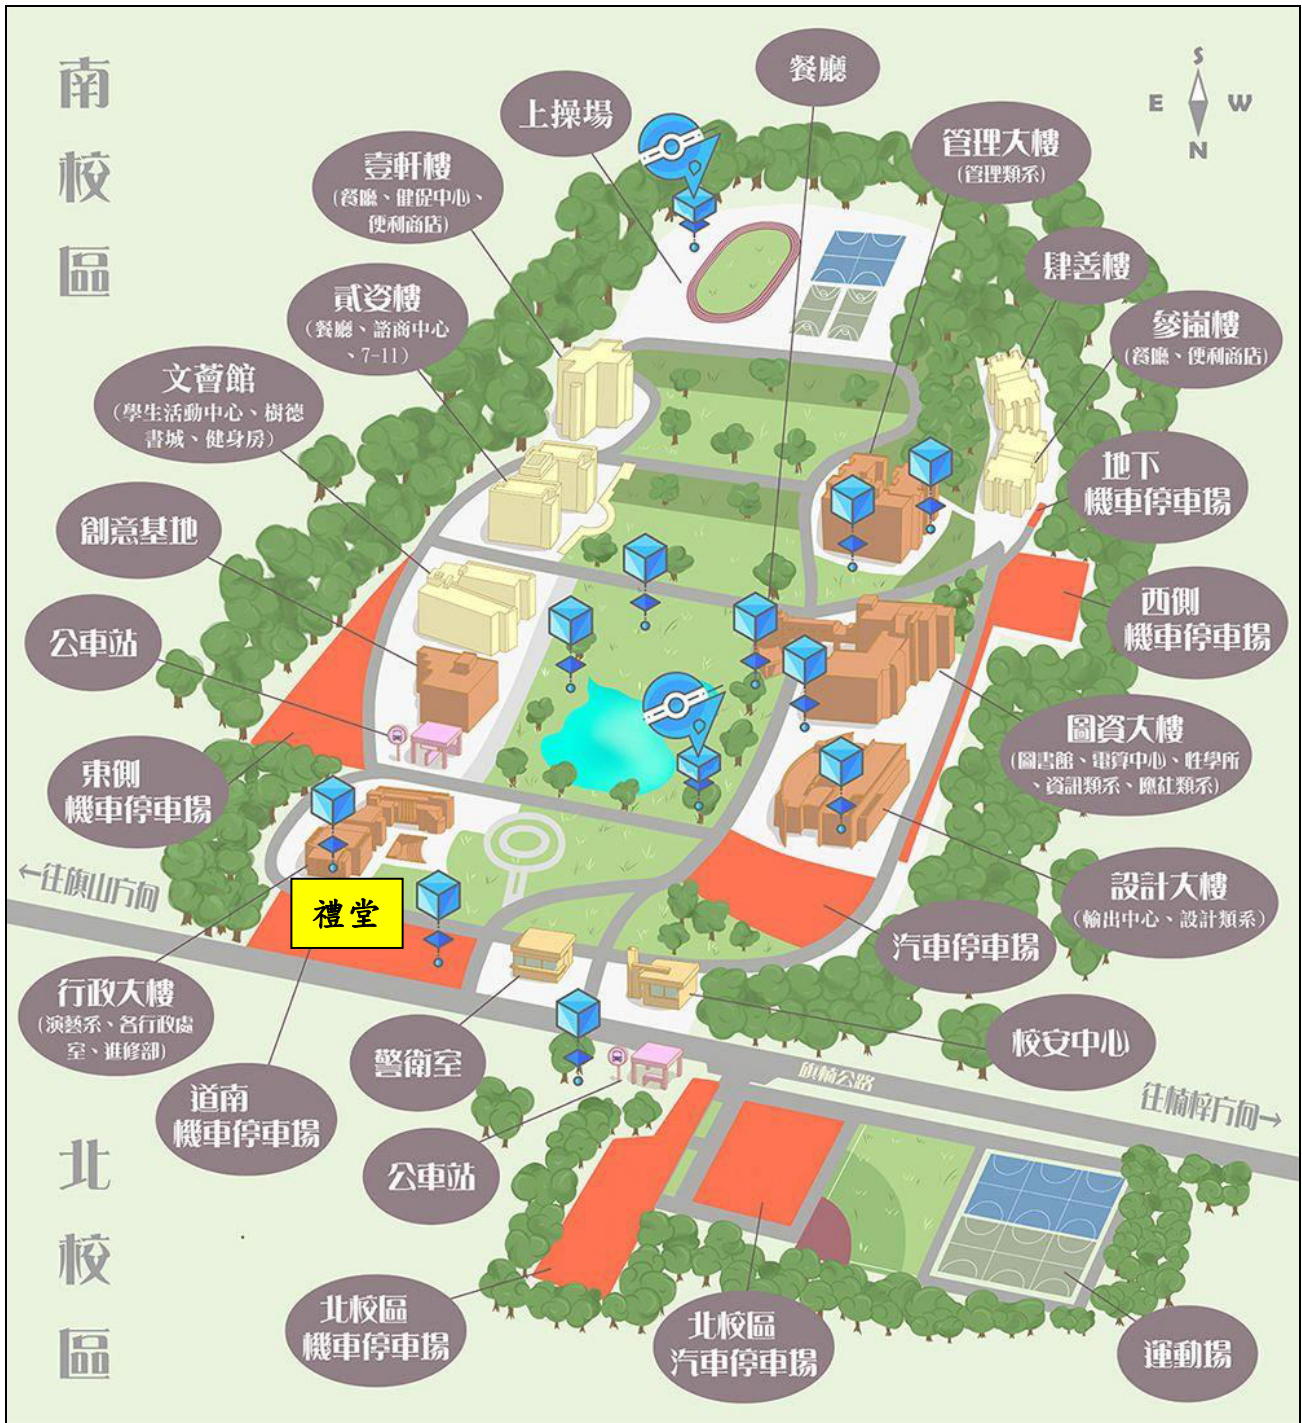 南
校
區
S
E W
N
餐廳
上操場
管理大樓
(管理類系)
壹軒樓
(餐廳、健促中心、
便利商店)
肆善樓
貳姿樓
(餐廳、諮商中心
、7-11)
參嵐樓
(餐廳、便利商店)
文薈館
(學生活動中心、樹德
書城、健身房)
地下
機車停車場
創意基地
西側
機車停車場
公車站
圖資大樓
(圖書館、電算中心、性學所
、資訊類系、應社類系)
東側
機車停車場
←往旗山方向
禮堂
設計大樓
(輸出中心、設計類系)
汽車停車場
行政大樓
(演藝系、各行政處
室、進修部)
校安中心
警衛室
道南
機車停車場
旗楠公路
往楠梓方向→
公車站
北
校
區
北校區
機車停車場
北校區
汽車停車場
運動場